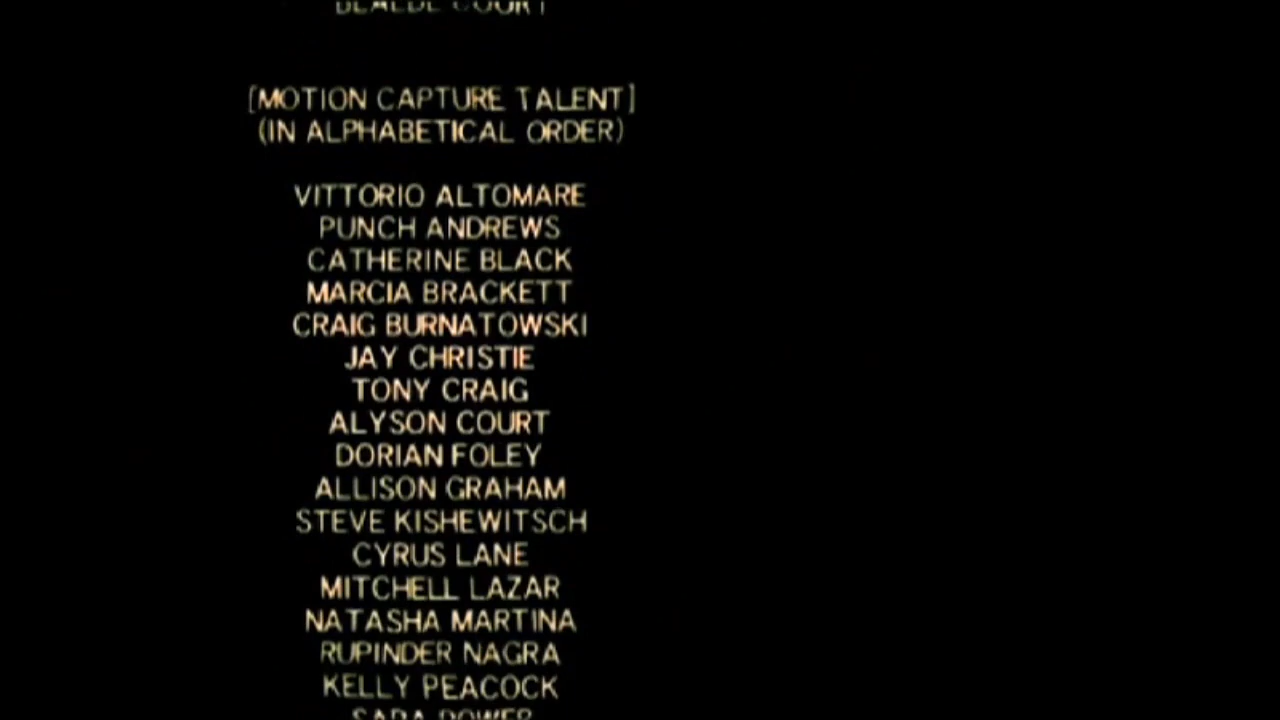 [MOTION CAPTURE TALENT]
(IN ALPHABETICAL ORDER)
VITTORIO ALTOMARE
PUNCH ANDREWS
CATHERINE BLACK
MARCIA BRACKETT
CRAIG BURNATOWSKI
JAY CHRISTIE
TONY CRAIG
ALYSON COURT
DORIAN FOLEY
ALLISON GRAHAM
STEVE KISHEWITSCH
CYRUS LANE
MITCHELL LAZAR
NATASHA MARTINA
RUPINDER NAGRA
KELLY PEACOCK